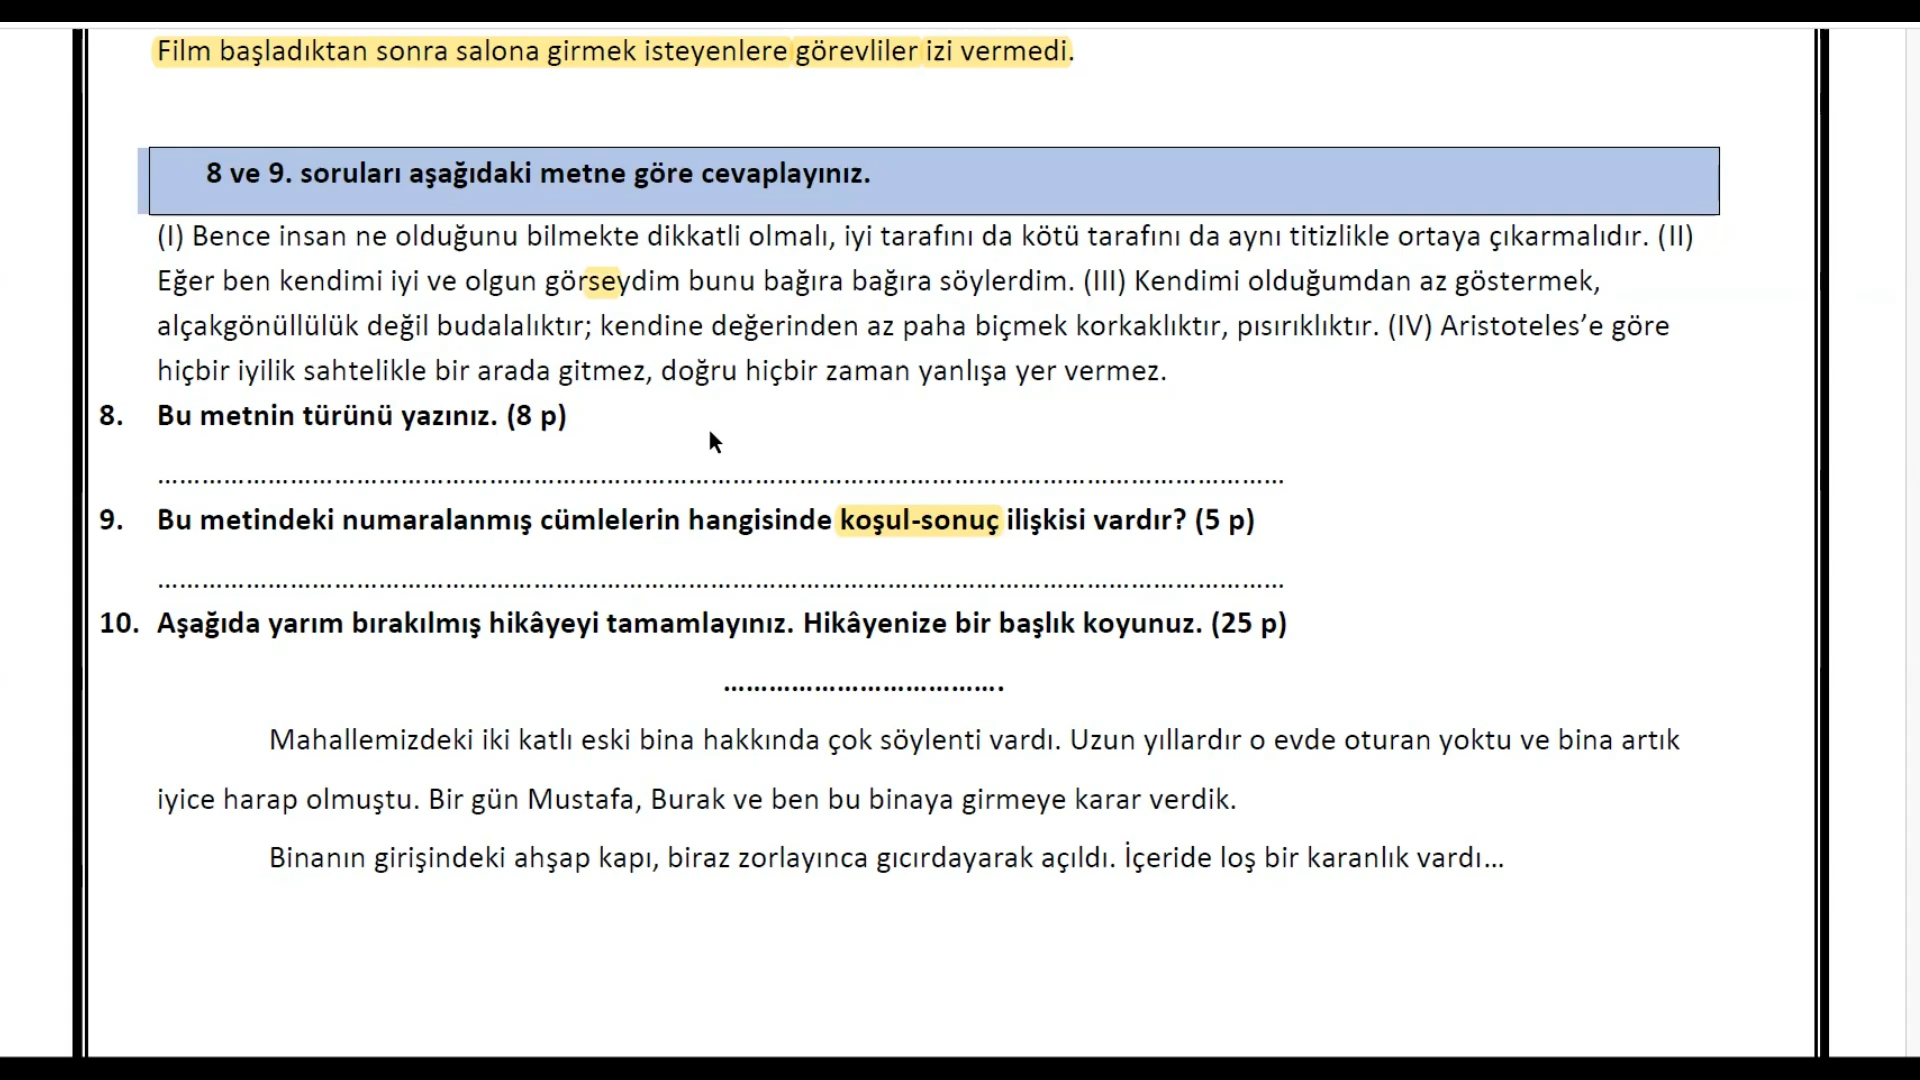 Film başladıktan sonra salona girmek isteyenlere görevliler izi vermedi.
8 ve 9. soruları aşağıdaki metne göre cevaplayınız.
(I) Bence insan ne olduğunu bilmekte dikkatli olmalı, iyi tarafını da kötü tarafını da aynı titizlikle ortaya çıkarmalıdır. (II)
Eğer ben kendimi iyi ve olgun görseydim bunu bağıra bağıra söylerdim. (III) Kendimi olduğumdan az göstermek,
alçakgönüllülük değil budalalıktır; kendine değerinden az paha biçmek korkaklıktır, pısırıklıktır. (IV) Aristoteles’e göre
hiçbir iyilik sahtelikle bir arada gitmez, doğru hiçbir zaman yanlışa yer vermez.
8. Bu metnin türünü yazınız. (8 p)
…………………………………………………………………………………………………………………………………………
9. Bu metindeki numaralanmış cümlelerin hangisinde koşul-sonuç ilişkisi vardır? (5 p)
…………………………………………………………………………………………………………………………………………
10. Aşağıda yarım bırakılmış hikâyeyi tamamlayınız. Hikâyenize bir başlık koyunuz. (25 p)
……………………………….
Mahallemizdeki iki katlı eski bina hakkında çok söylenti vardı. Uzun yıllardır o evde oturan yoktu ve bina artık
iyice harap olmuştu. Bir gün Mustafa, Burak ve ben bu binaya girmeye karar verdik.
Binanın girişindeki ahşap kapı, biraz zorlayınca gıcırdayarak açıldı. İçeride loş bir karanlık vardı…